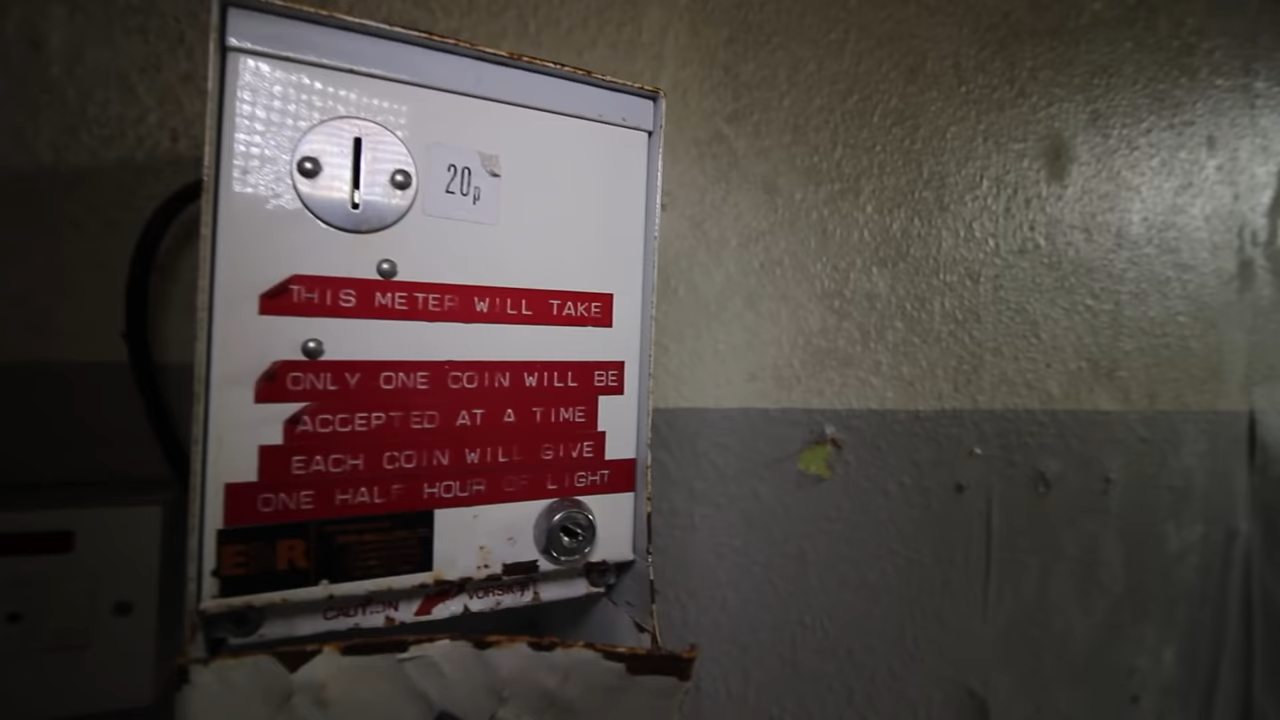 20p
THIS METER WILL TAKE
ONLY ONE COIN WILL BE
ACCEPTED AT A TIME
EACH COIN WILL GIVE
ONE HALF HOUR OF LIGHT
CAUTION